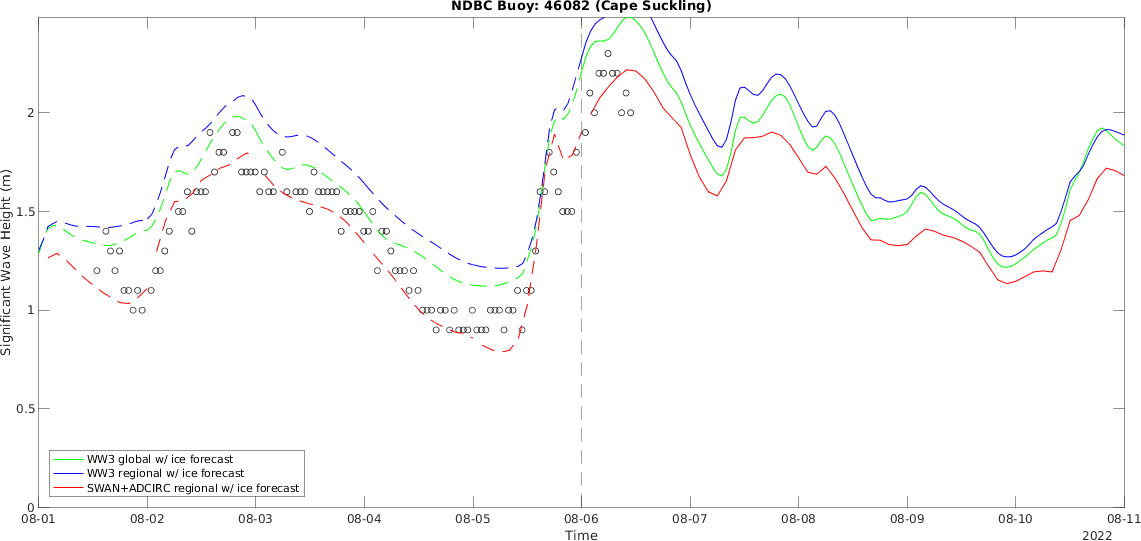 NDBC Buoy: 46082 (Cape Suckling)
Significant Wave Height (m)
2
1.5
1
0.5
0
WW3 global w/ ice forecast
WW3 regional w/ ice forecast
SWAN+ADCIRC regional w/ ice forecast
08-01 08-02 08-03 08-04 08-05 08-06 08-07 08-08 08-09 08-10 08-11
Time
2022